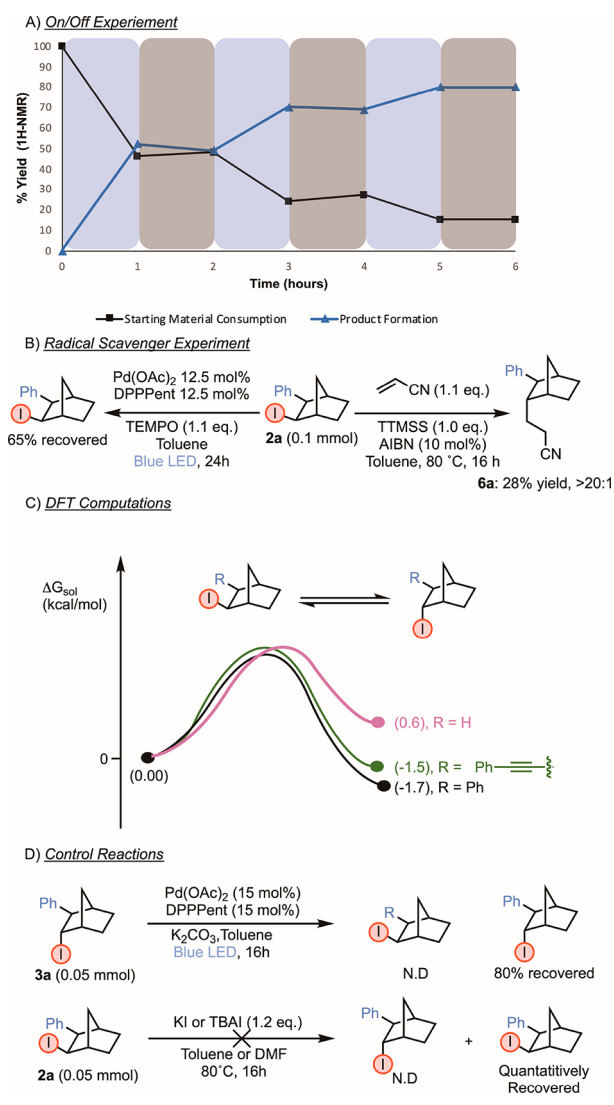 A) On/Off Experiement
% Yield (1H-NMR)
100
90
80
70
60
50
40
30
20
10
0
0 1 2 3 4 5 6
Time (hours)
Starting Material Consumption Product Formation
B) Radical Scavenger Experiment
Ph
I
65% recovered
Pd(OAc)2 12.5 mol%
DPPPent 12.5 mol%
TEMPO (1.1 eq.)
Toluene
Blue LED, 24h
Ph
I
2a (0.1 mmol)
CN (1.1 eq.)
TTMSS (1.0 eq.)
AIBN (10 mol%)
Toluene, 80 ˚C, 16 h
Ph
CN
6a: 28% yield, >20:1
C) DFT Computations
ΔGsol
(kcal/mol)
R
I
R
I
0
(0.00)
(0.6), R = H
(-1.5), R = Ph
(-1.7), R = Ph
D) Control Reactions
Ph
I
3a (0.05 mmol)
Pd(OAc)2 (15 mol%)
DPPPent (15 mol%)
K2CO3,Toluene
Blue LED, 16h
R
I
N.D
Ph
I
80% recovered
Ph
I
2a (0.05 mmol)
KI or TBAI (1.2 eq.)
Toluene or DMF
80˚C, 16h
Ph
I
N.D
+
Ph
I
Quantatitively
Recovered